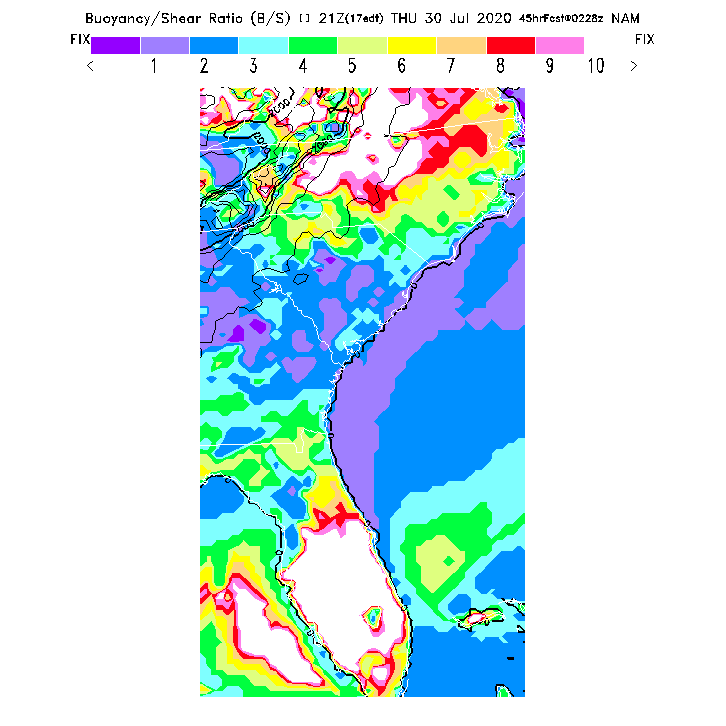 Buoyancy/Shear Ratio (B/S) [] 21Z(17edt) THU 30 Jul 2020 45hrFcst@0228z NAM
FIX FIX
< 1 2 3 4 5 6 7 8 9 10 >